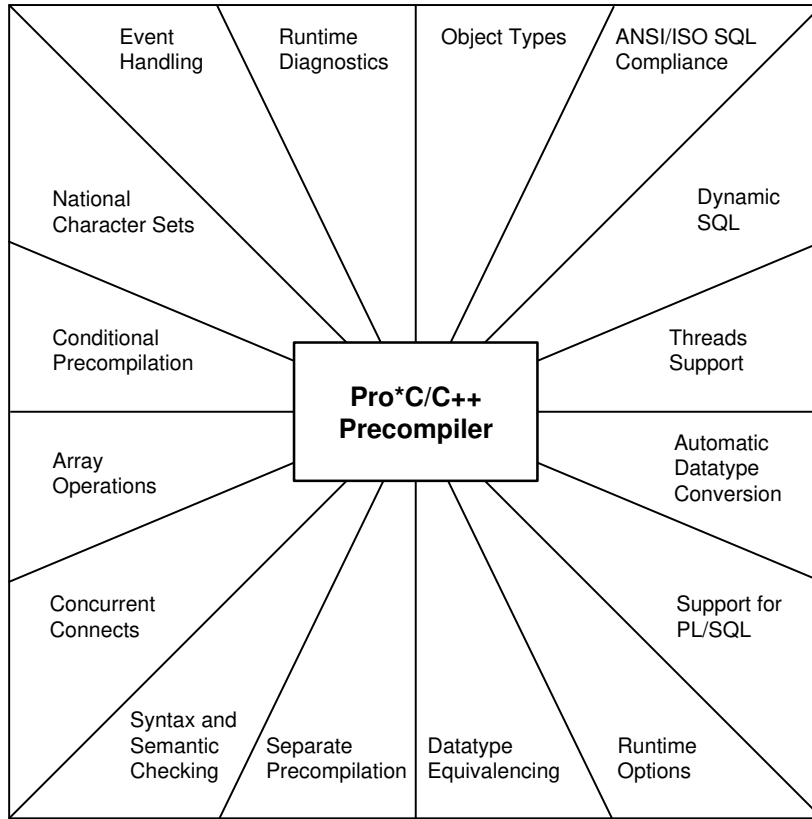 Event
Handling
Runtime
Diagnostics
Object Types
ANSI/ISO SQL
Compliance
National
Character Sets
Dynamic
SQL
Conditional
Precompilation
Threads
Support
Pro*C/C++
Precompiler
Array
Operations
Automatic
Datatype
Conversion
Concurrent
Connects
Support for
PL/SQL
Syntax and
Semantic
Checking
Separate
Precompilation
Datatype
Equivalencing
Runtime
Options